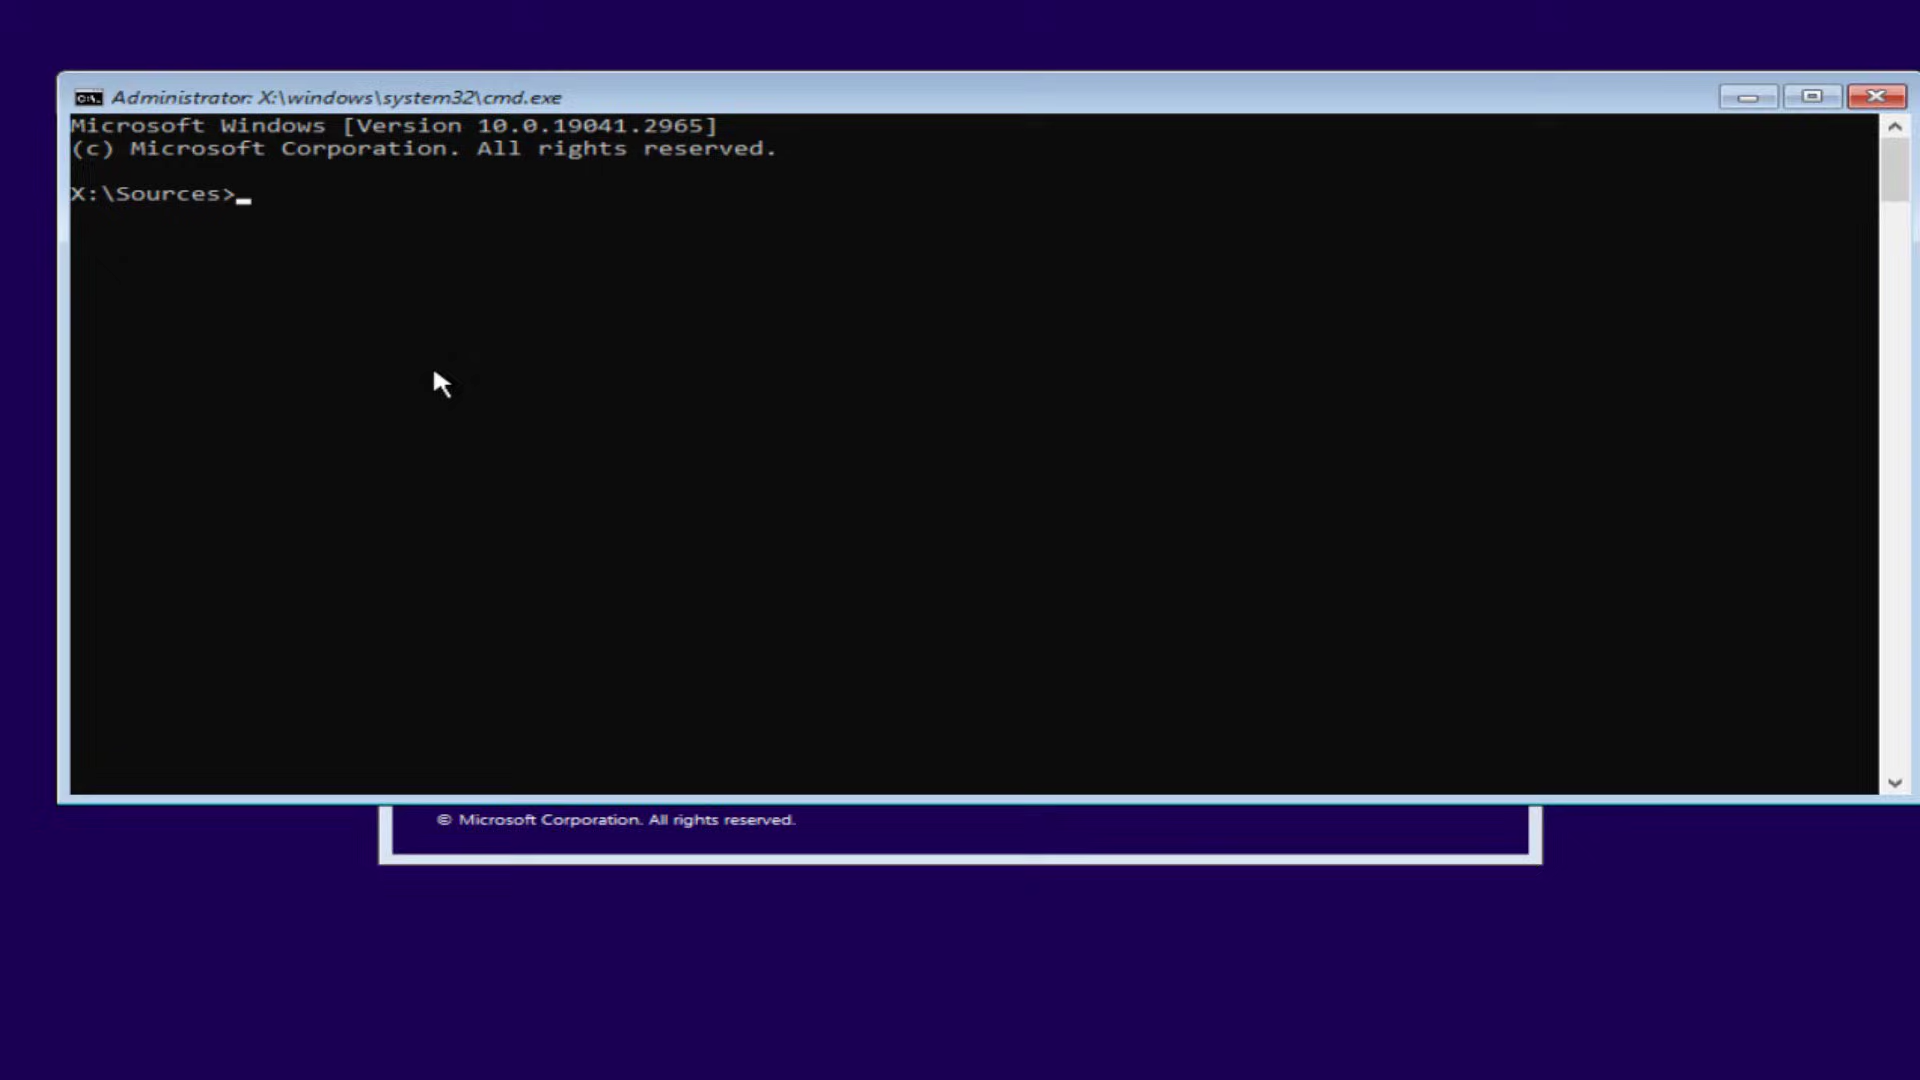 Administrator: X:\windows\system32\cmd.exe
Microsoft Windows [Version 10.0.19041.2965]
(c) Microsoft Corporation. All rights reserved.
X:\Sources>
© Microsoft Corporation. All rights reserved.